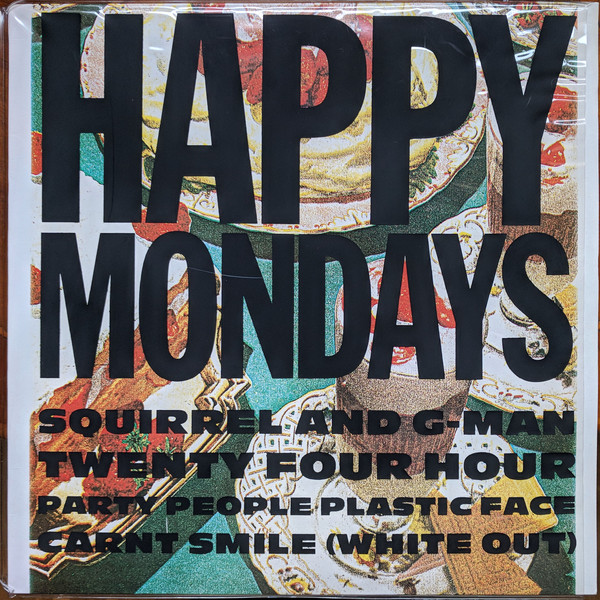 HAPPY
MONDAYS
SQUIRREL AND G-MAN
TWENTY FOUR HOUR
PARTY PEOPLE PLASTIC FACE
CARNT SMILE (WHITE OUT)